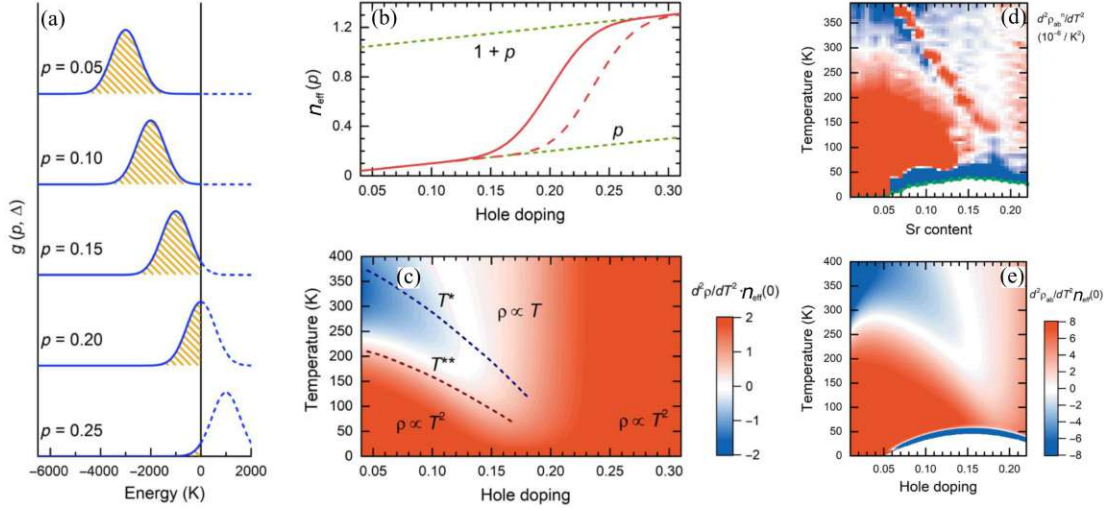 (a)
p = 0.05
p = 0.10
p = 0.15
p = 0.20
p = 0.25
g (p, Δ)
−6000 −4000 −2000 0 2000
Energy (K)
(b)
1.2
0.8
0.4
0
n_eff (p)
1 + p
p
0.05 0.10 0.15 0.20 0.25 0.30
Hole doping
(c)
400
350
300
250
200
150
100
50
0
Temperature (K)
T*
T**
ρ ∝ T
ρ ∝ T²
ρ ∝ T²
0.05 0.10 0.15 0.20 0.25 0.30
Hole doping
d²ρ/dT²·n_eff(0)
2
1
0
−1
−2
(d)
350
300
250
200
150
100
50
0
Temperature (K)
0.05 0.10 0.15 0.20
Sr content
d²ρ_abⁿ/dT²
(10⁻⁶ / K²)
(e)
400
350
300
250
200
150
100
50
0
Temperature (K)
0.05 0.10 0.15 0.20
Hole doping
d²ρ_ab/dT²n_eff(0)
8
6
4
2
0
−2
−4
−6
−8